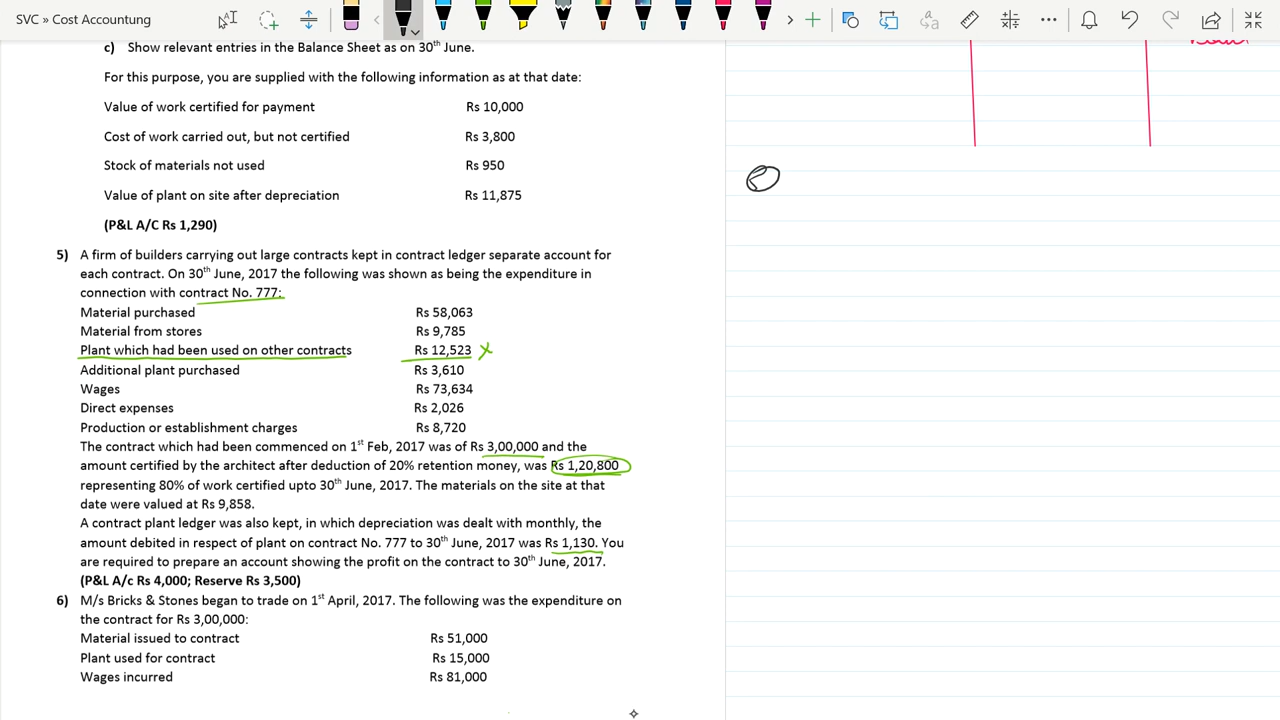 SVC » Cost Accountung
c) Show relevant entries in the Balance Sheet as on 30th June.
For this purpose, you are supplied with the following information as at that date:
Value of work certified for payment Rs 10,000
Cost of work carried out, but not certified Rs 3,800
Stock of materials not used Rs 950
Value of plant on site after depreciation Rs 11,875
(P&L A/C Rs 1,290)
5) A firm of builders carrying out large contracts kept in contract ledger separate account for
each contract. On 30th June, 2017 the following was shown as being the expenditure in
connection with contract No. 777:
Material purchased Rs 58,063
Material from stores Rs 9,785
Plant which had been used on other contracts Rs 12,523
Additional plant purchased Rs 3,610
Wages Rs 73,634
Direct expenses Rs 2,026
Production or establishment charges Rs 8,720
The contract which had been commenced on 1st Feb, 2017 was of Rs 3,00,000 and the
amount certified by the architect after deduction of 20% retention money, was Rs 1,20,800
representing 80% of work certified upto 30th June, 2017. The materials on the site at that
date were valued at Rs 9,858.
A contract plant ledger was also kept, in which depreciation was dealt with monthly, the
amount debited in respect of plant on contract No. 777 to 30th June, 2017 was Rs 1,130. You
are required to prepare an account showing the profit on the contract to 30th June, 2017.
(P&L A/c Rs 4,000; Reserve Rs 3,500)
6) M/s Bricks & Stones began to trade on 1st April, 2017. The following was the expenditure on
the contract for Rs 3,00,000:
Material issued to contract Rs 51,000
Plant used for contract Rs 15,000
Wages incurred Rs 81,000